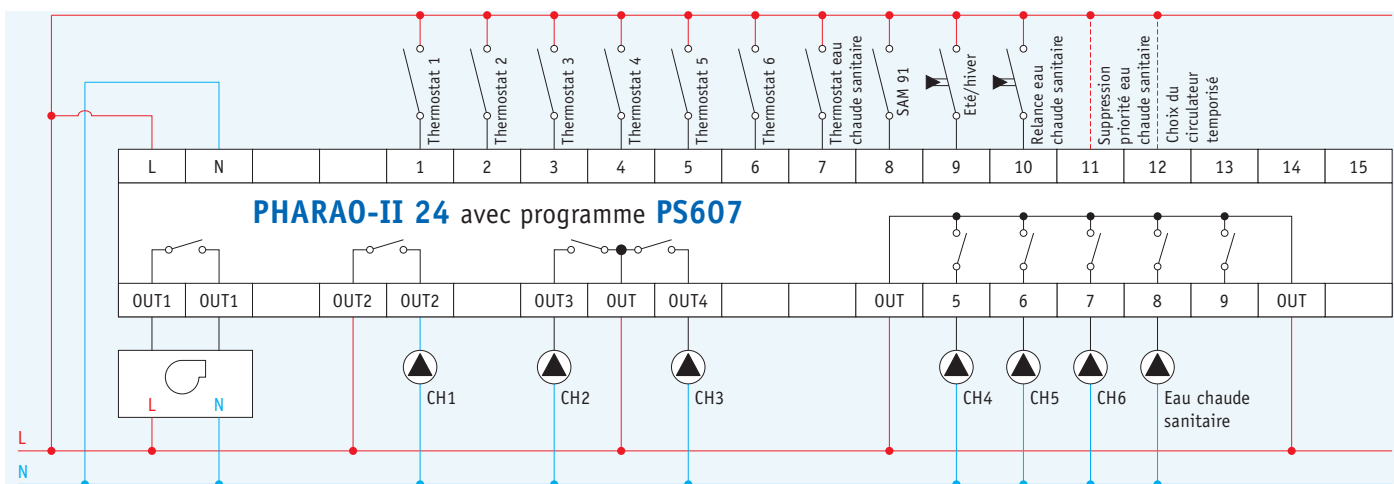 Thermostat 1
Thermostat 2
Thermostat 3
Thermostat 4
Thermostat 5
Thermostat 6
Thermostat eau
chaude sanitaire
SAM 91
Eté/hiver
Relance eau
chaude sanitaire
Suppression
priorité eau
chaude sanitaire
Choix du
circulateur
temporisé
L N 1 2 3 4 5 6 7 8 9 10 11 12 13 14 15
PHARAO-II 24 avec programme PS607
OUT1 OUT1 OUT2 OUT2 OUT3 OUT OUT4 OUT 5 6 7 8 9 OUT
L N
CH1
CH2
CH3
CH4
CH5
CH6
Eau chaude
sanitaire
L
N